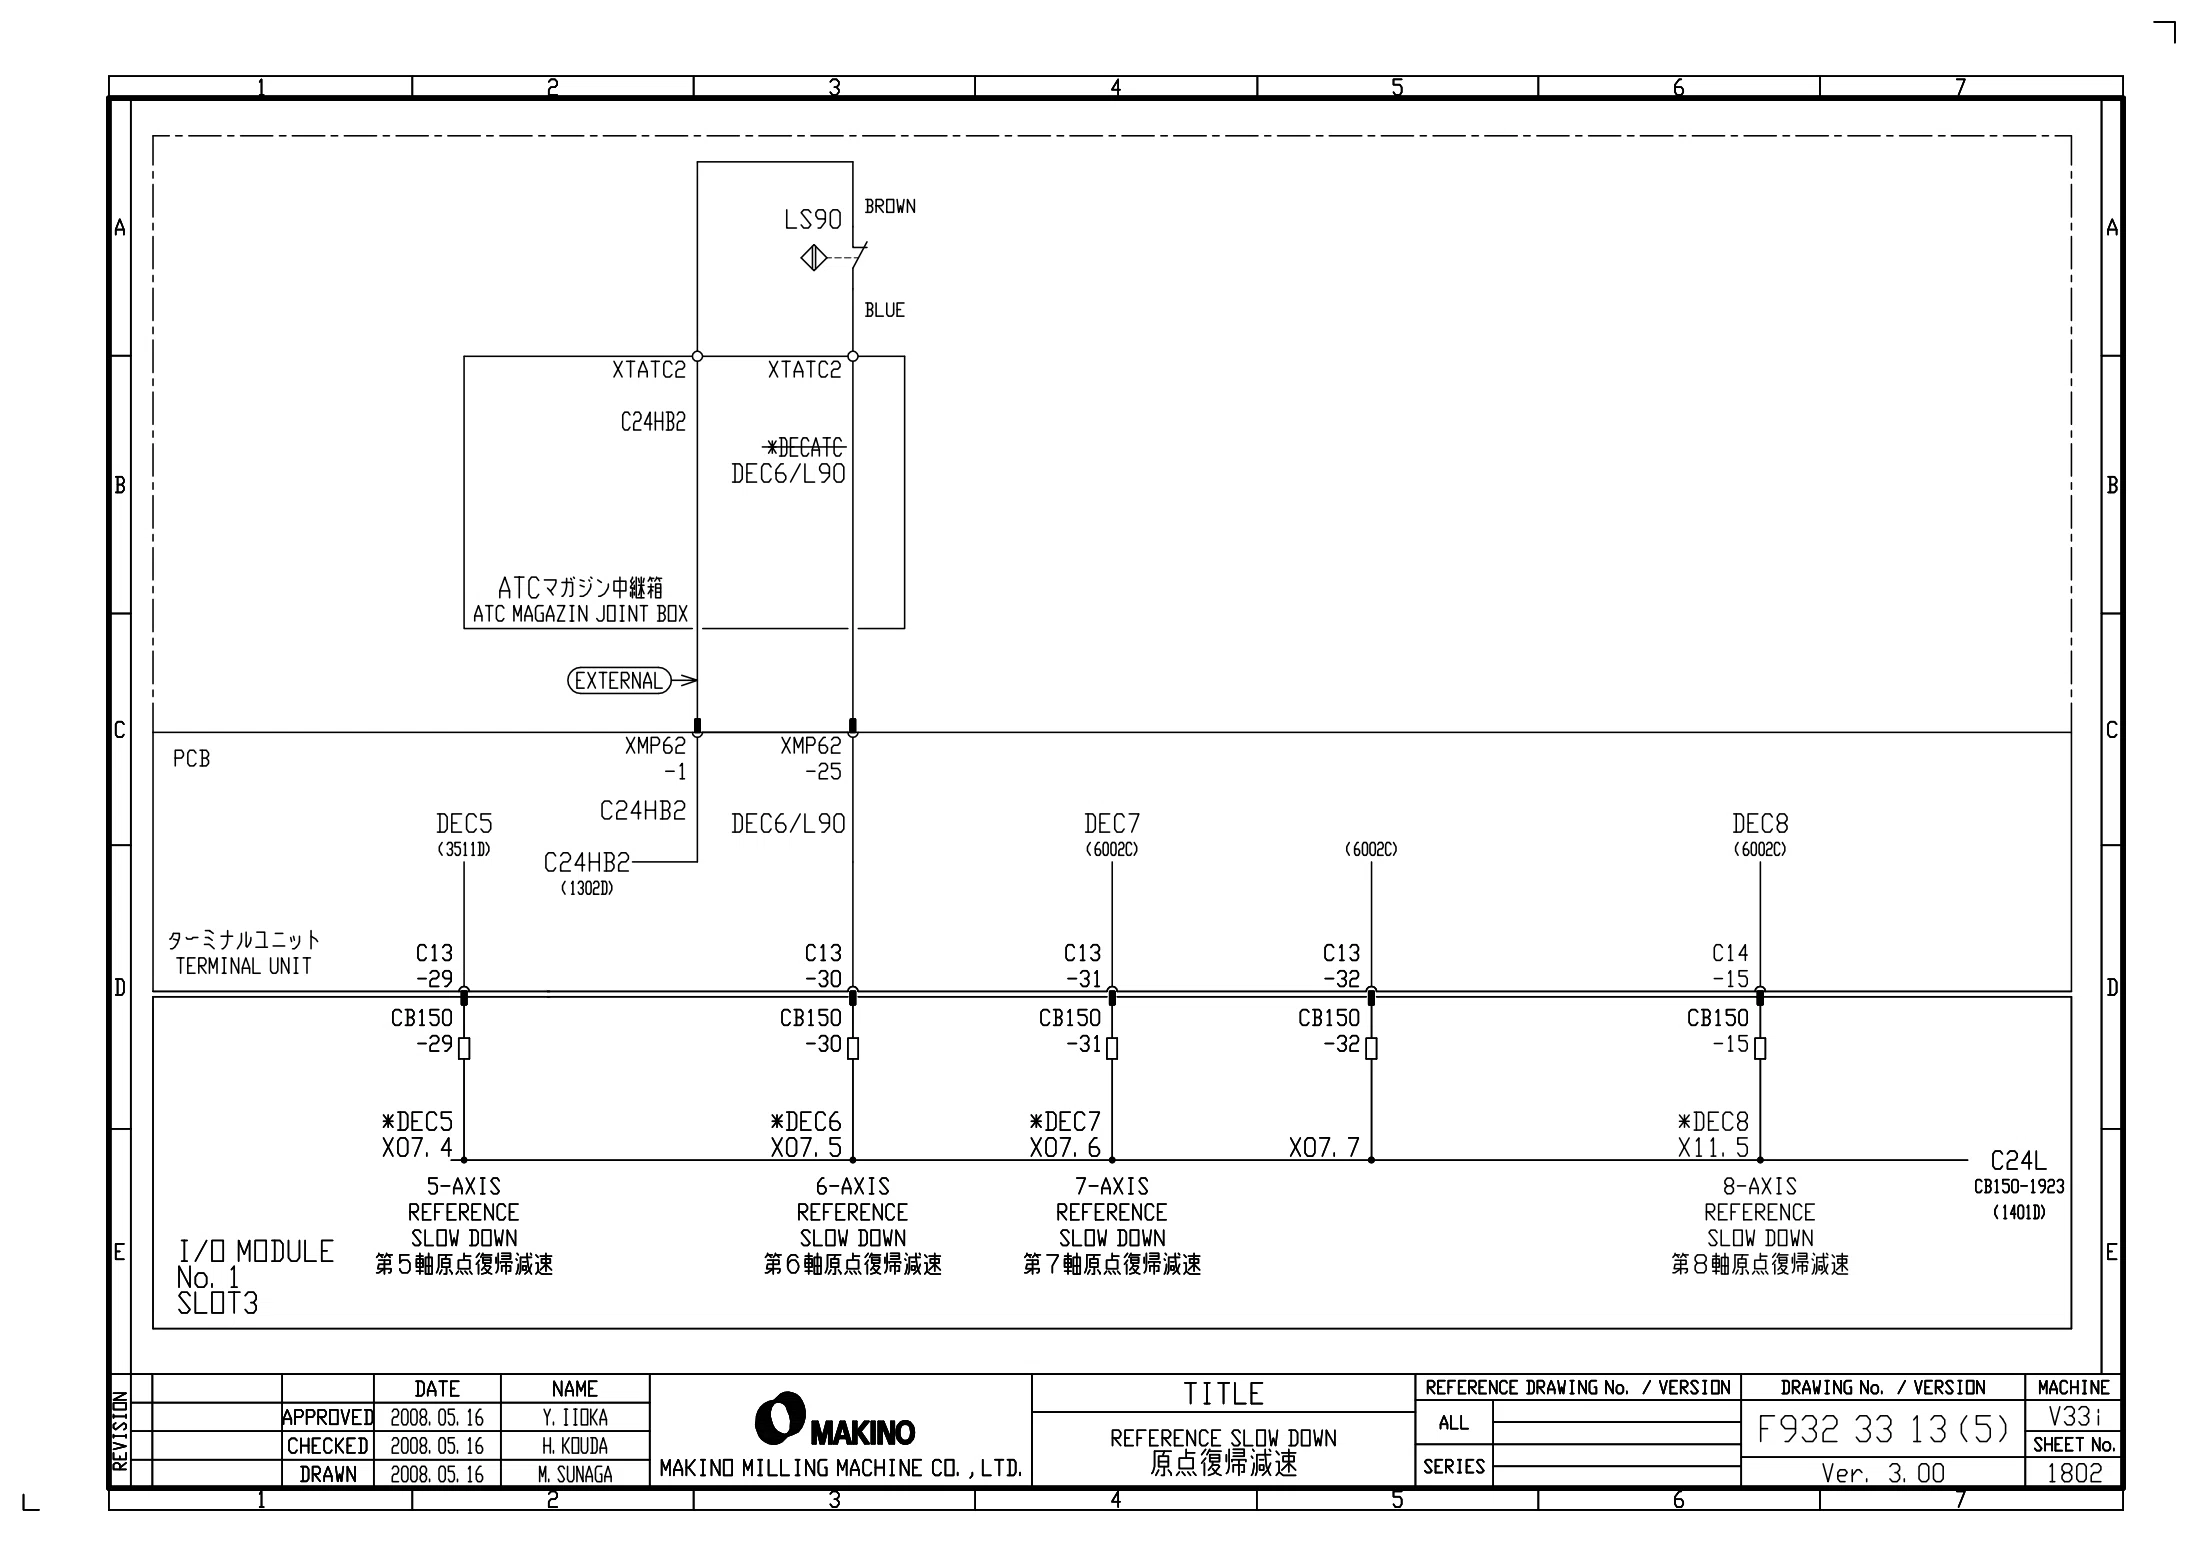 1 2 3 4 5 6 7
A A
BROWN
LS90
BLUE
XTATC2 XTATC2
C24HB2
*DECATC
B DEC6/L90 B
ATCマガジン中継箱
ATC MAGAZIN JOINT BOX
EXTERNAL
C C
XMP62 XMP62
PCB
-1 -25
C24HB2
DEC5 DEC6/L90 DEC7 DEC8
(3511D) (6002C) (6002C) (6002C)
C24HB2
(1302D)
ターミナルユニット
C13 C13 C13 C13 C14
TERMINAL UNIT
-29 -30 -31 -32 -15
D D
CB150 CB150 CB150 CB150 CB150
-29 -30 -31 -32 -15
*DEC5 *DEC6 *DEC7 *DEC8
X07.4 X07.5 X07.6 X07.7 X11.5
C24L
5-AXIS 6-AXIS 7-AXIS 8-AXIS CB150-1923
REFERENCE REFERENCE REFERENCE REFERENCE (1401D)
SLOW DOWN SLOW DOWN SLOW DOWN SLOW DOWN
E E
第5軸原点復帰減速 第6軸原点復帰減速 第7軸原点復帰減速 第8軸原点復帰減速
I/O MODULE
No.1
SLOT3
REVISION
DATE NAME
APPROVED 2008.05.16 Y.IIOKA
CHECKED 2008.05.16 H.KOUDA
DRAWN 2008.05.16 M.SUNAGA
MAKINO
MAKINO MILLING MACHINE CO.,LTD.
TITLE
REFERENCE SLOW DOWN
原点復帰減速
REFERENCE DRAWING No. / VERSION
ALL
SERIES
DRAWING No. / VERSION
F932 33 13(5)
Ver. 3.00
MACHINE
V33i
SHEET No.
1802
1 2 3 4 5 6 7